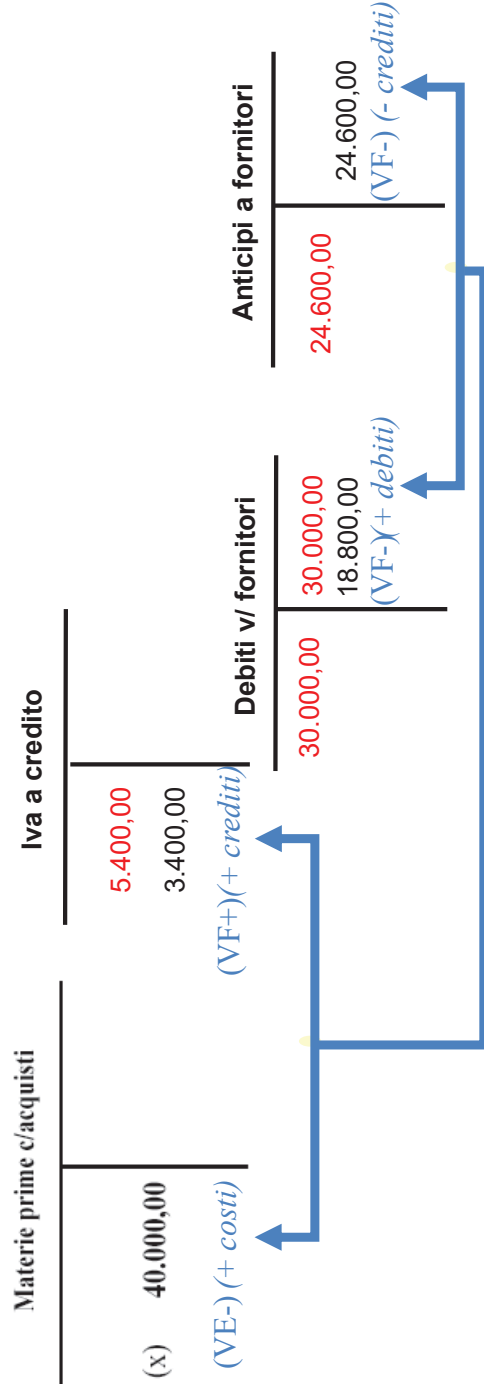 Materie prime c/acquisti
(x) 40.000,00
(VE-) (+ costi)
Iva a credito
5.400,00
3.400,00
(VF+)(+ crediti)
Debiti v/ fornitori
30.000,00 30.000,00
18.800,00
(VF-)(+ debiti)
Anticipi a fornitori
24.600,00
24.600,00
(VF-) (- crediti)